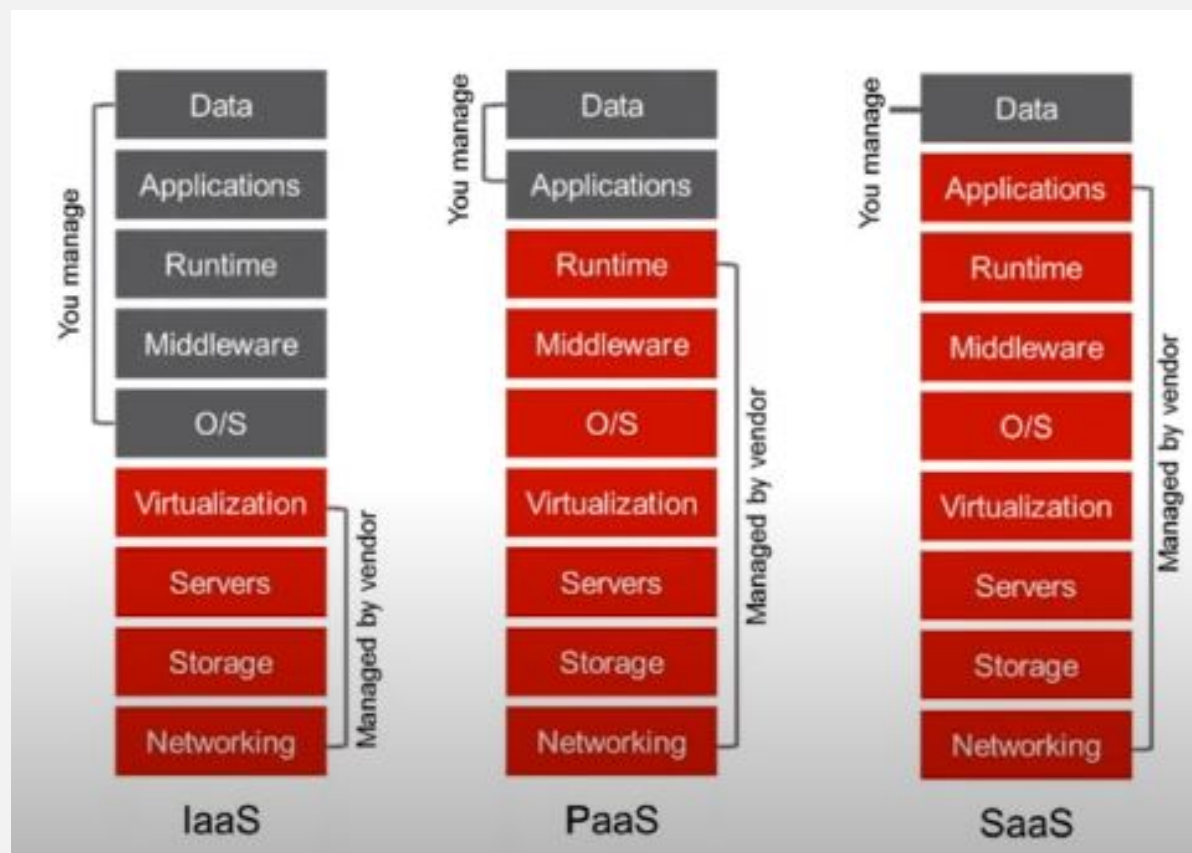 You manage
Data
Applications
Runtime
Middleware
O/S
Virtualization
Servers
Storage
Networking
Managed by vendor
IaaS
You manage
Data
Applications
Runtime
Middleware
O/S
Virtualization
Servers
Storage
Networking
Managed by vendor
PaaS
You manage
Data
Applications
Runtime
Middleware
O/S
Virtualization
Servers
Storage
Networking
Managed by vendor
SaaS